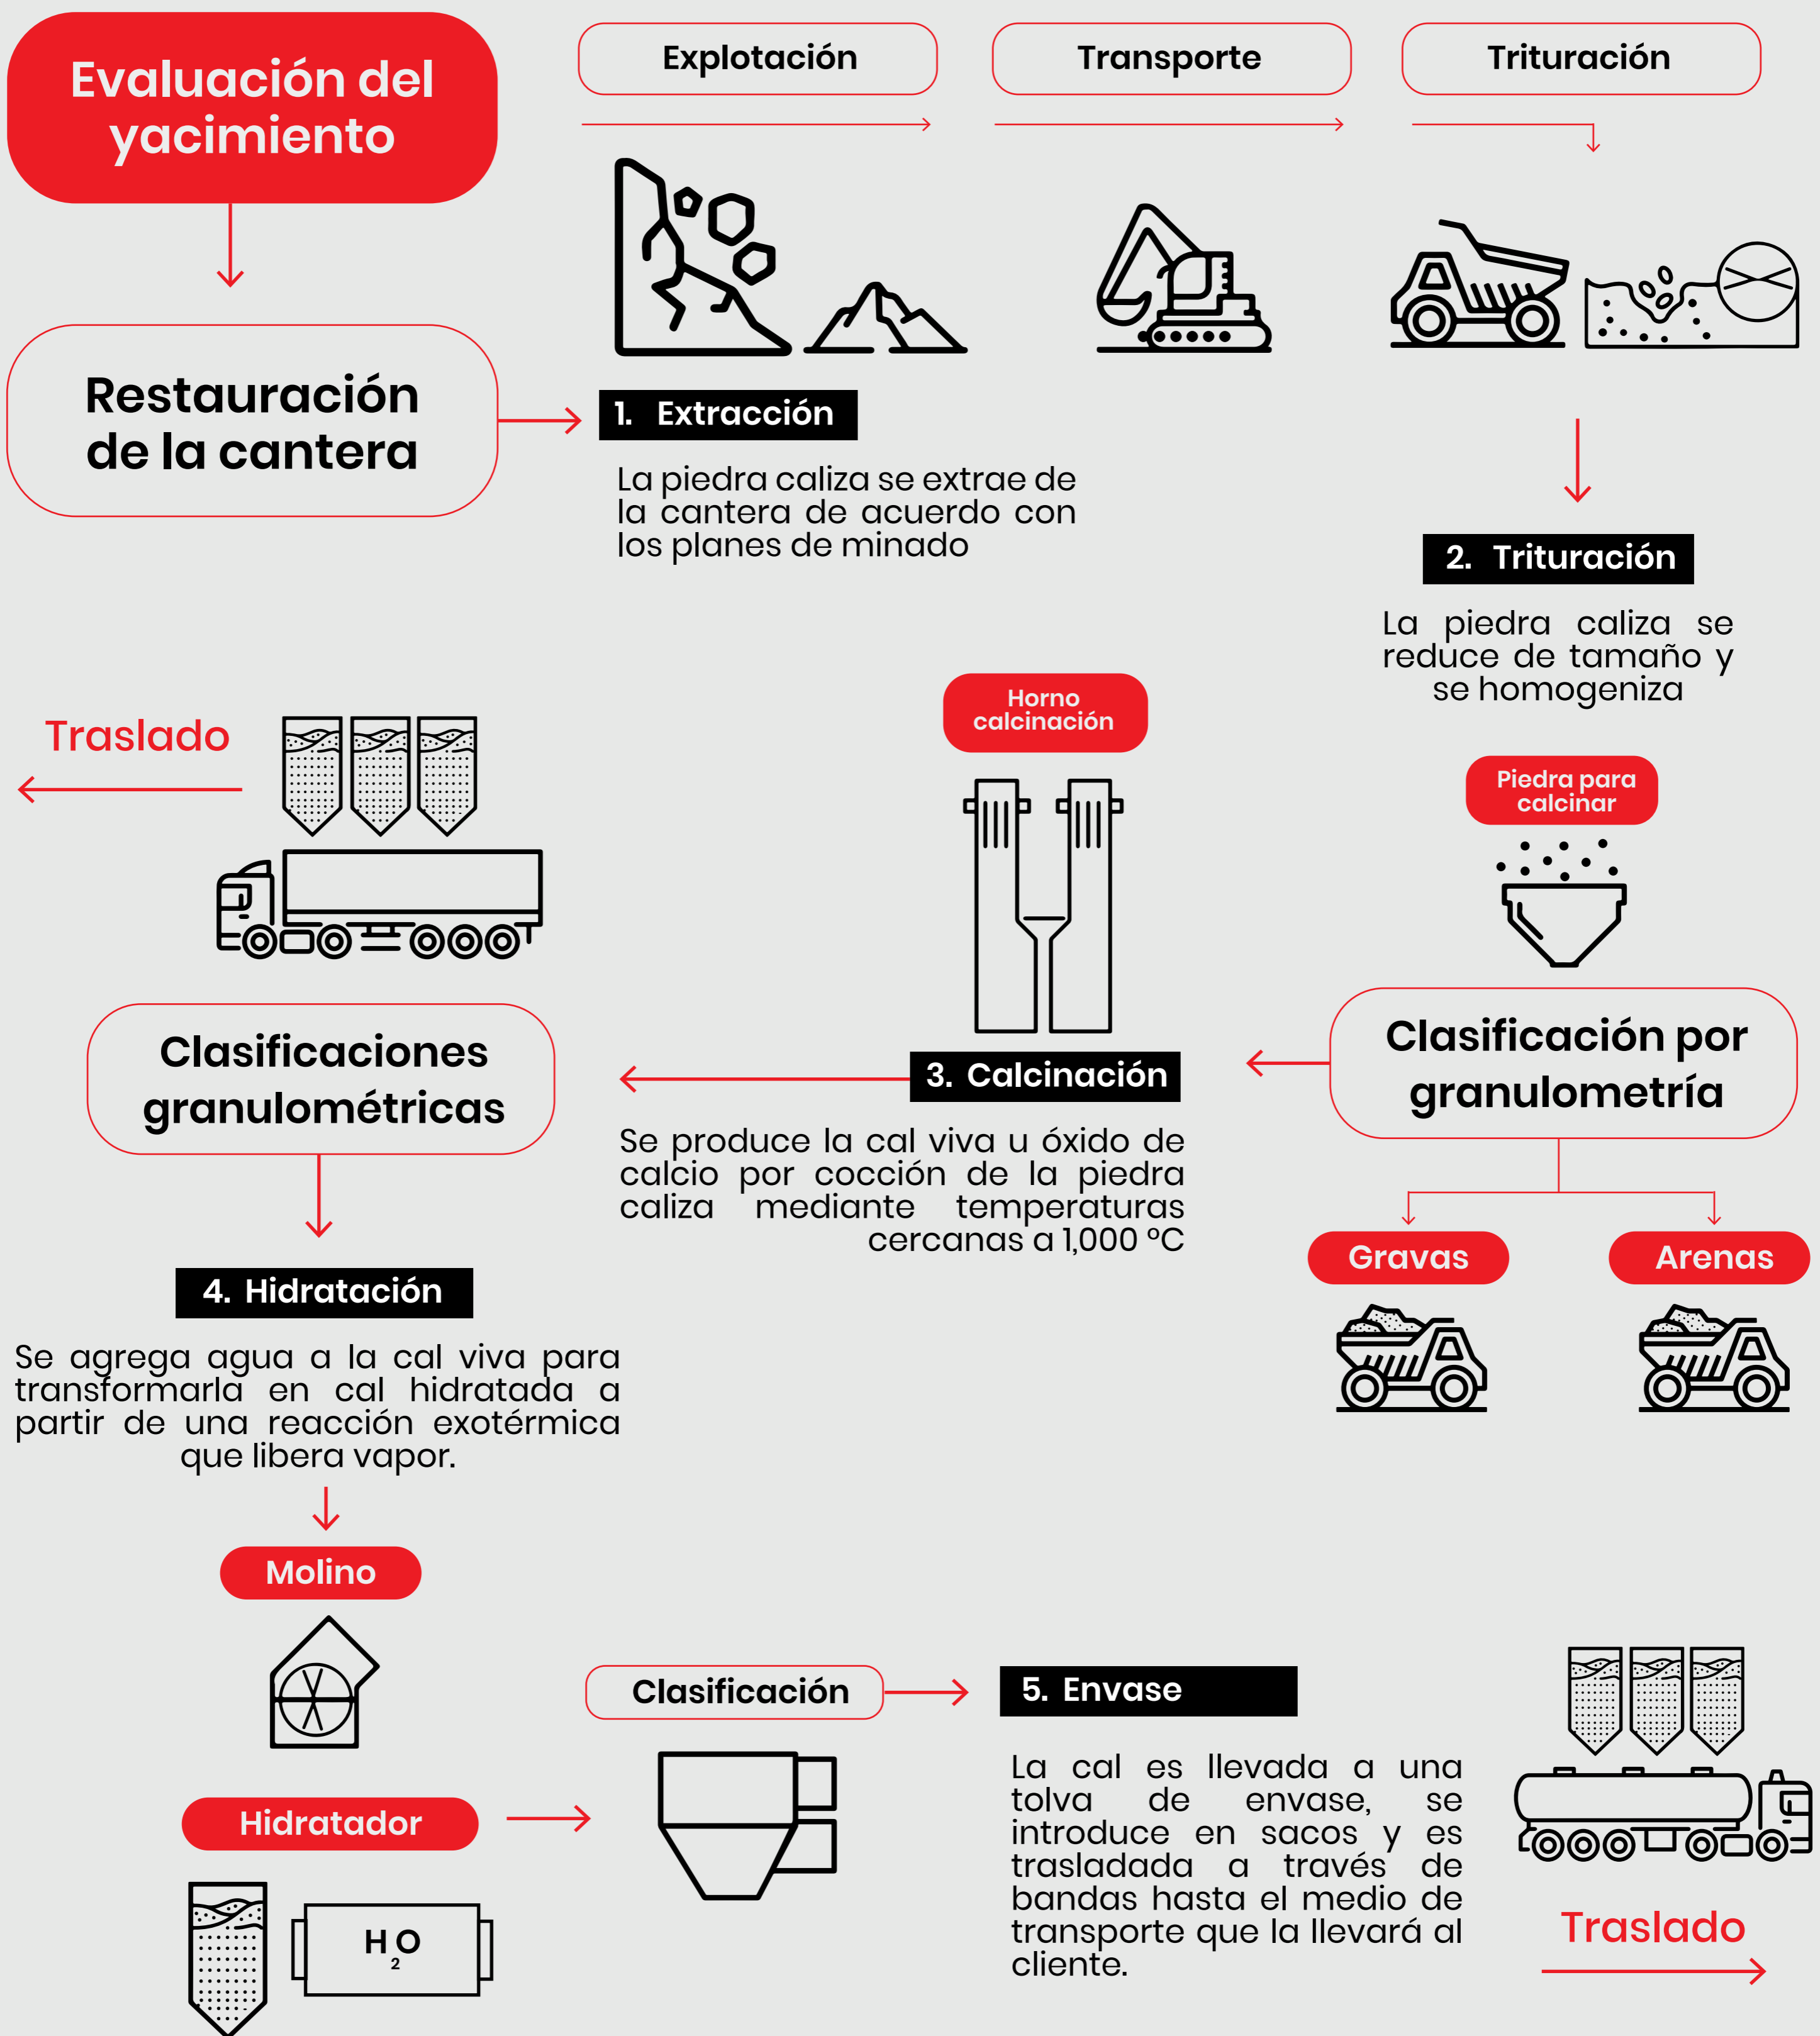 Evaluación del
yacimiento
Explotación
Transporte
Trituración
Restauración
de la cantera
1. Extracción
La piedra caliza se extrae de
la cantera de acuerdo con
los planes de minado
2. Trituración
La piedra caliza se
reduce de tamaño y
se homogeniza
Piedra para
calcinar
Clasificación por
granulometría
Gravas
Arenas
Horno
calcinación
3. Calcinación
Se produce la cal viva u óxido de
calcio por cocción de la piedra
caliza mediante temperaturas
cercanas a 1,000 °C
Traslado
Clasificaciones
granulométricas
4. Hidratación
Se agrega agua a la cal viva para
transformarla en cal hidratada a
partir de una reacción exotérmica
que libera vapor.
Molino
Hidratador
H₂O
Clasificación
5. Envase
La cal es llevada a una
tolva de envase, se
introduce en sacos y es
trasladada a través de
bandas hasta el medio de
transporte que la llevará al
cliente.
Traslado